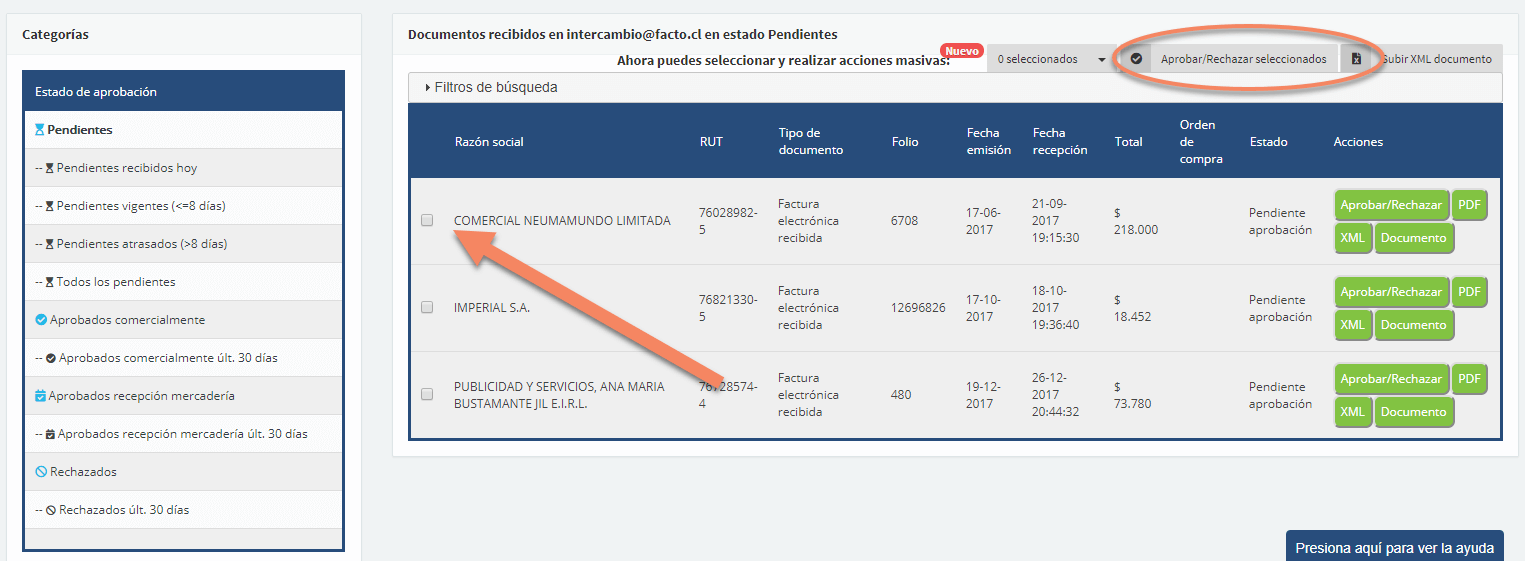 Categorías
Estado de aprobación
Pendientes
-- Pendientes recibidos hoy
-- Pendientes vigentes (<=8 días)
-- Pendientes atrasados (>8 días)
-- Todos los pendientes
Aprobados comercialmente
-- Aprobados comercialmente últ. 30 días
Aprobados recepción mercadería
-- Aprobados recepción mercadería últ. 30 días
Rechazados
-- Rechazados últ. 30 días
Documentos recibidos en intercambio@facto.cl en estado Pendientes
Nuevo
Ahora puedes seleccionar y realizar acciones masivas:
0 seleccionados
Aprobar/Rechazar seleccionados
Subir XML documento
Filtros de búsqueda
Razón social
RUT
Tipo de
documento
Folio
Fecha
emisión
Fecha
recepción
Total
Orden
de
compra
Estado
Acciones
COMERCIAL NEUMAMUNDO LIMITADA
76028982-
5
Factura
electrónica
recibida
6708
17-06-
2017
21-09-
2017
19:15:30
$
218.000
Pendiente
aprobación
Aprobar/Rechazar
PDF
XML
Documento
IMPERIAL S.A.
76821330-
5
Factura
electrónica
recibida
12696826
17-10-
2017
18-10-
2017
19:36:40
$
18.452
Pendiente
aprobación
Aprobar/Rechazar
PDF
XML
Documento
PUBLICIDAD Y SERVICIOS, ANA MARIA
BUSTAMANTE JIL E.I.R.L.
76728574-
4
Factura
electrónica
recibida
480
19-12-
2017
26-12-
2017
20:44:32
$
73.780
Pendiente
aprobación
Aprobar/Rechazar
PDF
XML
Documento
Presiona aquí para ver la ayuda